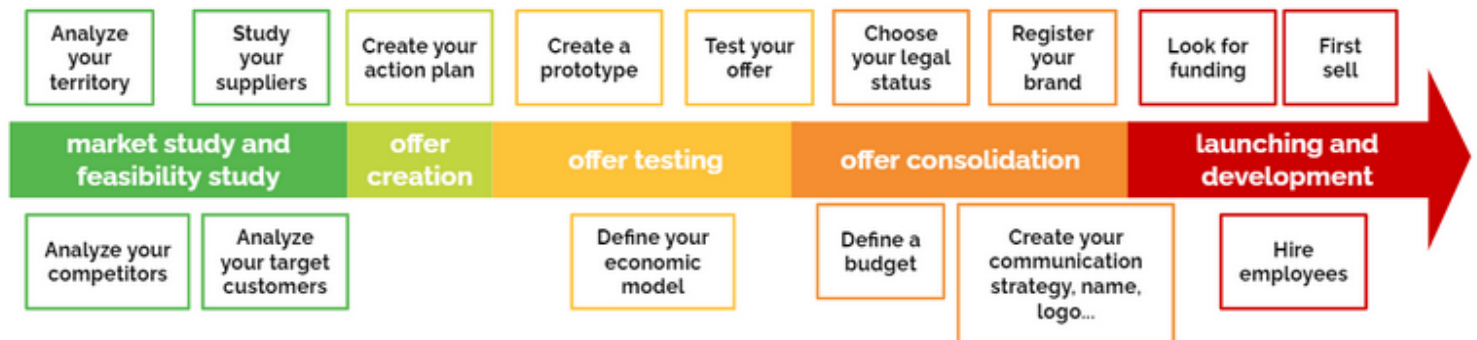 Analyze
your
territory
Study
your
suppliers
Create your
action plan
Create a
prototype
Test your
offer
Choose
your legal
status
Register
your
brand
Look for
funding
First
sell
market study and
feasibility study
offer
creation
offer testing
offer consolidation
launching and
development
Analyze your
competitors
Analyze
your target
customers
Define your
economic
model
Define a
budget
Create your
communication
strategy, name,
logo...
Hire
employees